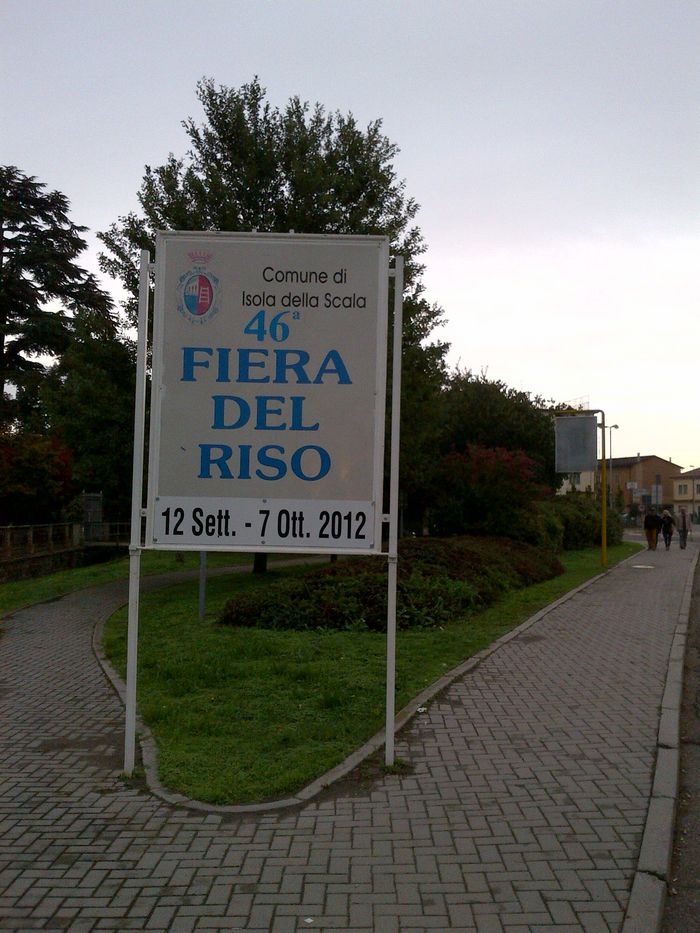 Comune di
Isola della Scala
46ª
FIERA
DEL
RISO
12 Sett. - 7 Ott. 2012